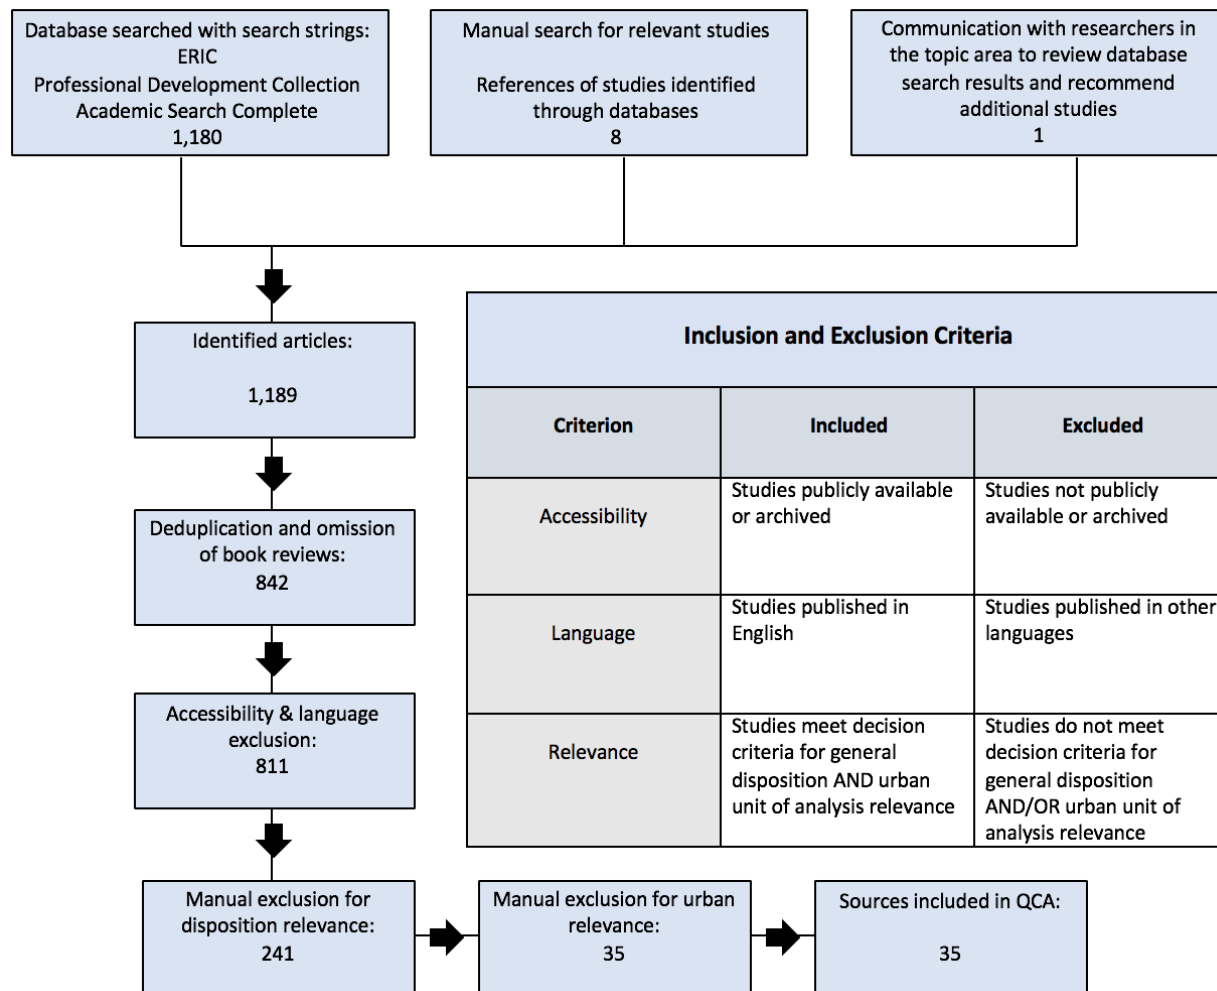 Database searched with search strings:
ERIC
Professional Development Collection
Academic Search Complete
1,180
Manual search for relevant studies
References of studies identified
through databases
8
Communication with researchers in
the topic area to review database
search results and recommend
additional studies
1
Identified articles:
1,189
Deduplication and omission
of book reviews:
842
Accessibility & language
exclusion:
811
Manual exclusion for
disposition relevance:
241
Manual exclusion for urban
relevance:
35
Sources included in QCA:
35
Inclusion and Exclusion Criteria
Criterion
Included
Excluded
Accessibility
Studies publicly available
or archived
Studies not publicly
available or archived
Language
Studies published in
English
Studies published in other
languages
Relevance
Studies meet decision
criteria for general
disposition AND urban
unit of analysis relevance
Studies do not meet
decision criteria for
general disposition
AND/OR urban unit of
analysis relevance